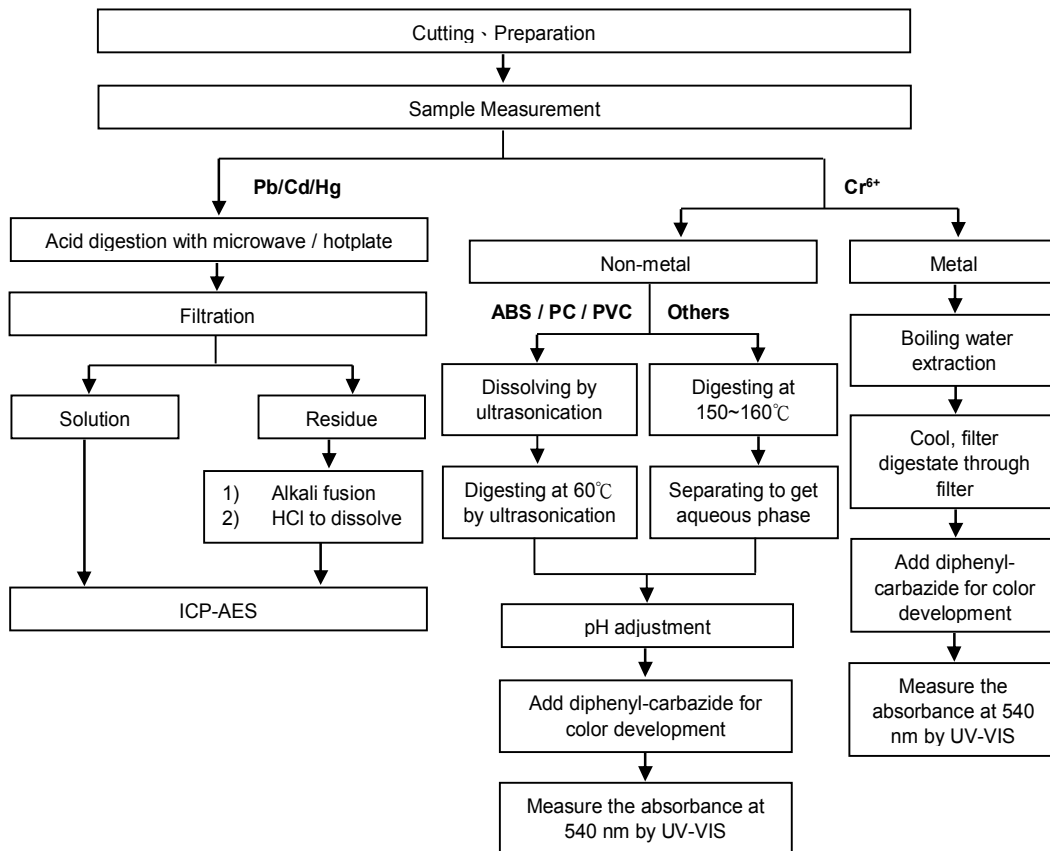 Cutting、Preparation
Sample Measurement
Pb/Cd/Hg
Cr⁶⁺
Acid digestion with microwave / hotplate
Non-metal
Metal
Filtration
ABS / PC / PVC
Others
Boiling water
extraction
Dissolving by
ultrasonication
Digesting at
150~160℃
Solution
Residue
Cool, filter
digestate through
filter
1) Alkali fusion
2) HCl to dissolve
Digesting at 60℃
by ultrasonication
Separating to get
aqueous phase
Add diphenyl-
carbazide for color
development
ICP-AES
pH adjustment
Measure the
absorbance at 540
nm by UV-VIS
Add diphenyl-carbazide for
color development
Measure the absorbance at
540 nm by UV-VIS